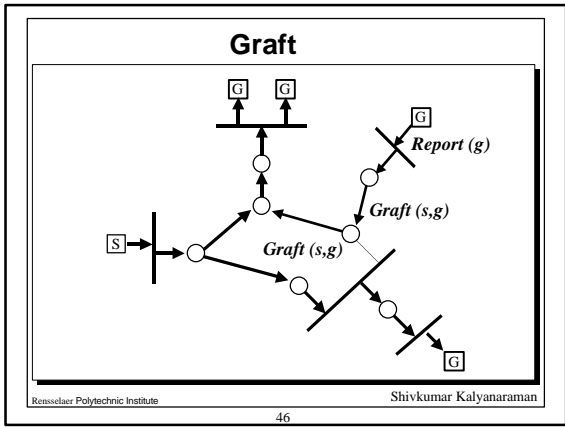 Graft
G G
G
Report (g)
Graft (s,g)
S
Graft (s,g)
G
Rensselaer Polytechnic Institute
Shivkumar Kalyanaraman
46